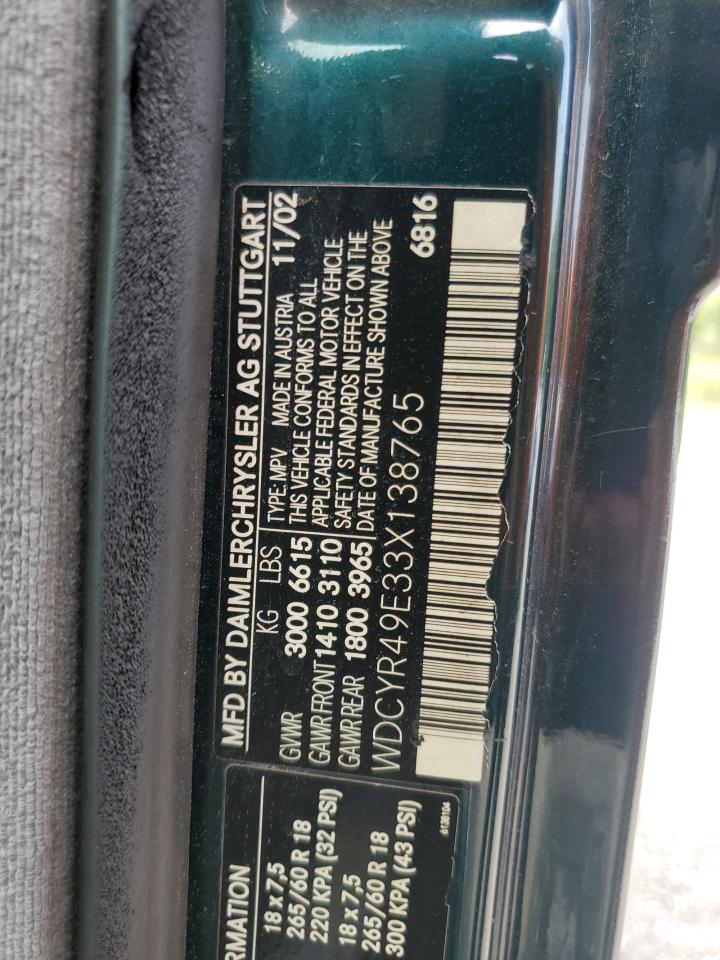 MFD BY DAIMLERCHRYSLER AG STUTTGART
KG LBS
GVWR 3000 6615
GAWR FRONT 1410 3110
GAWR REAR 1800 3965
TYPE: MPV MADE IN AUSTRIA 11/02
THIS VEHICLE CONFORMS TO ALL
APPLICABLE FEDERAL MOTOR VEHICLE
SAFETY STANDARDS IN EFFECT ON THE
DATE OF MANUFACTURE SHOWN ABOVE
WDCYR49E33X138765 6816
RMATION
18 x 7,5
265/60 R 18
220 KPA (32 PSI)
18 x 7,5
265/60 R 18
300 KPA (43 PSI)